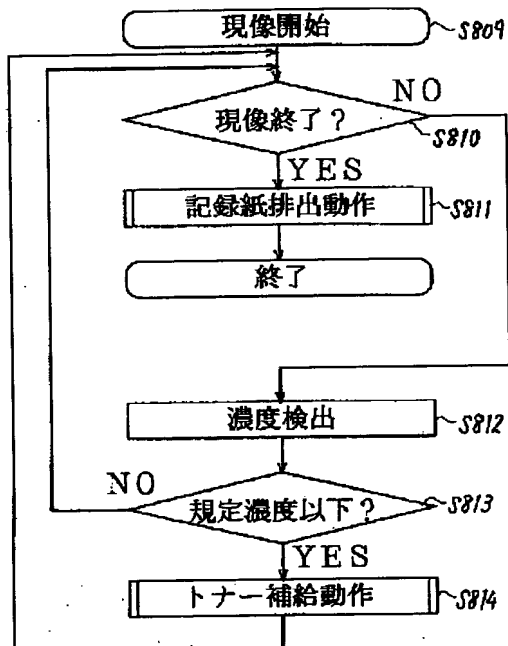 現像開始 S809
NO
現像終了？ S810
YES
記録紙排出動作 S811
終了
濃度検出 S812
NO
規定濃度以下？ S813
YES
トナー補給動作 S814